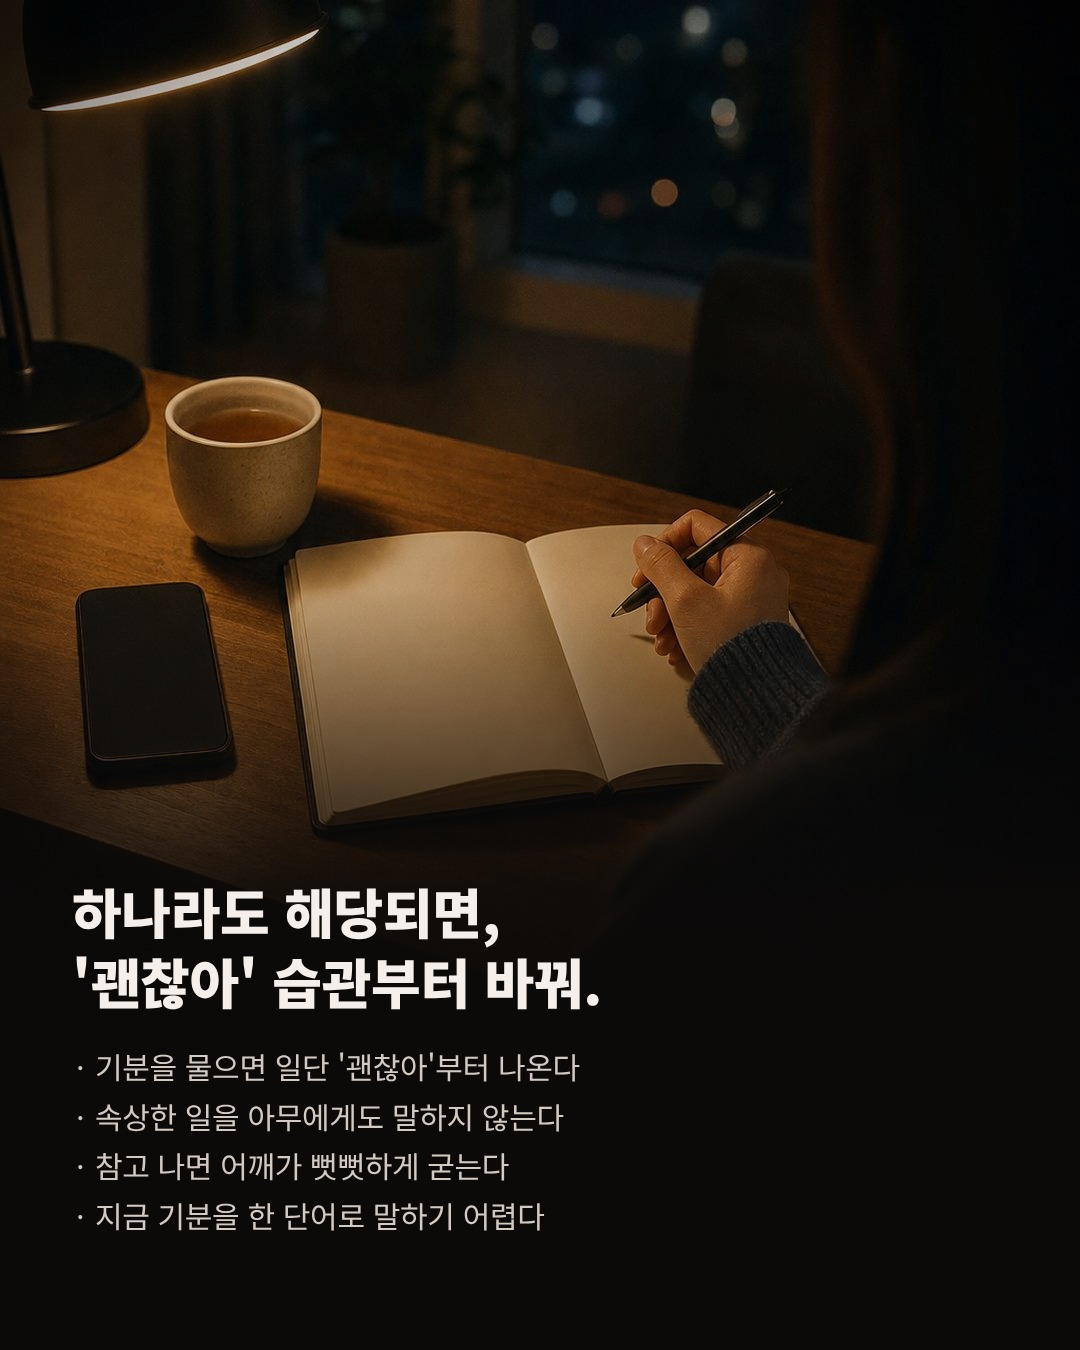 하나라도 해당되면,
'괜찮아' 습관부터 바꿔.
· 기분을 물으면 일단 '괜찮아'부터 나온다
· 속상한 일을 아무에게도 말하지 않는다
· 참고 나면 어깨가 뻣뻣하게 굳는다
· 지금 기분을 한 단어로 말하기 어렵다